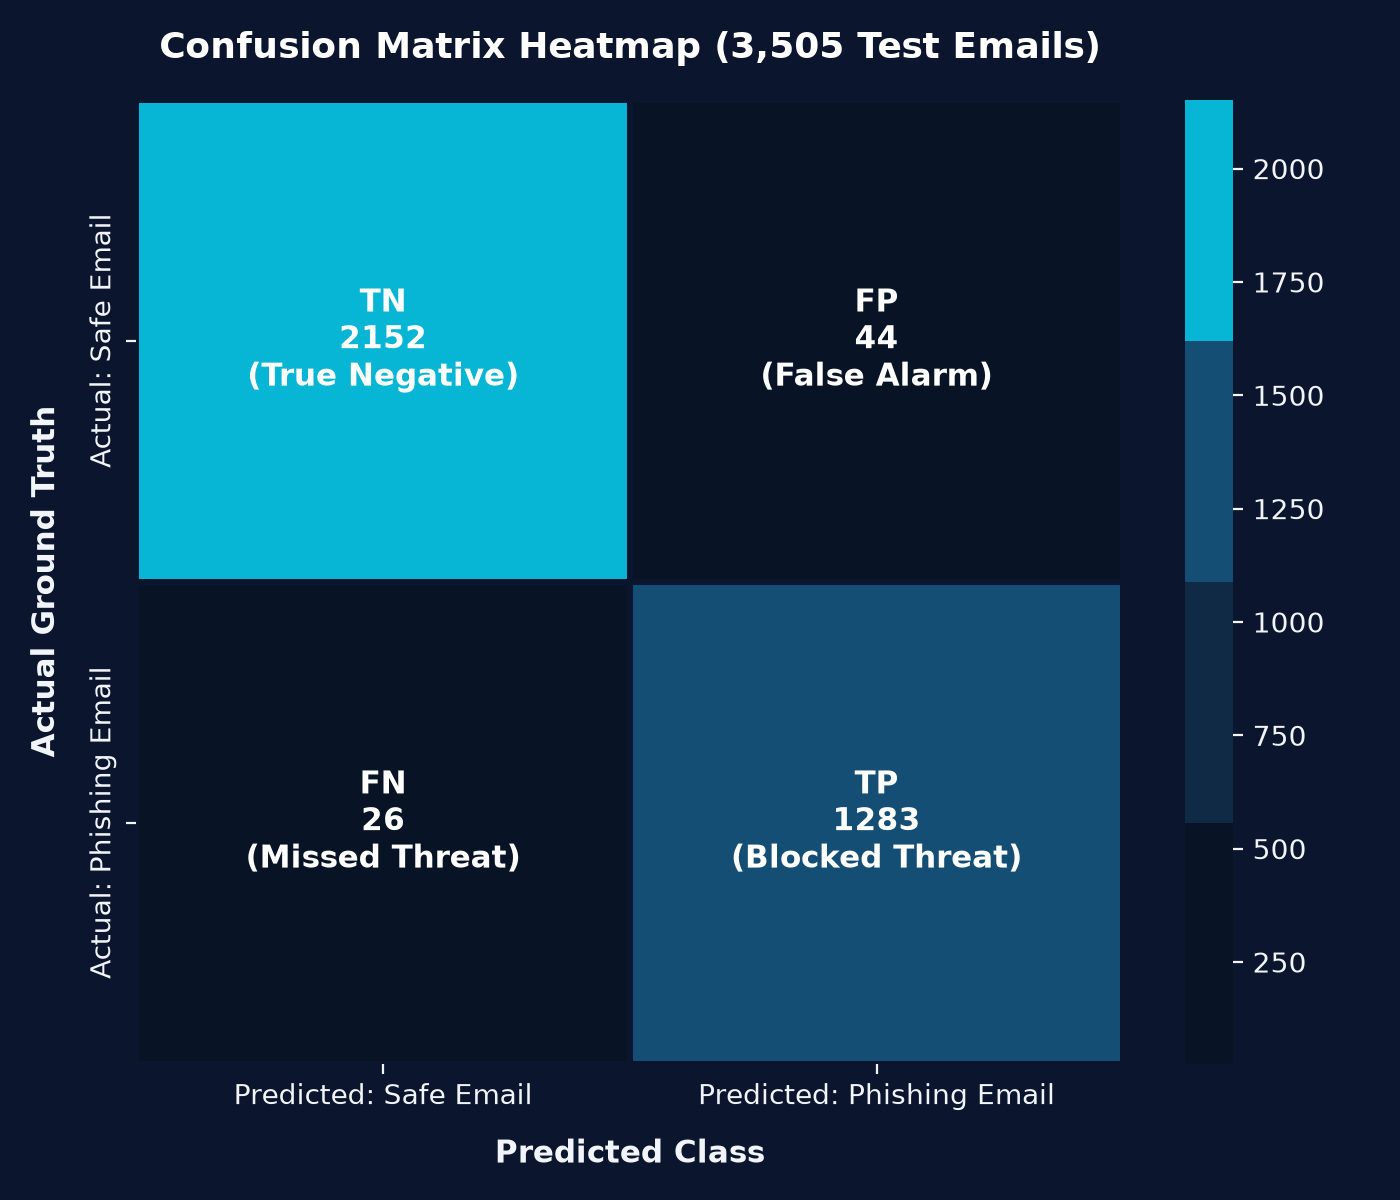 Confusion Matrix Heatmap (3,505 Test Emails)
Actual Ground Truth
Actual: Safe Email
Actual: Phishing Email
TN
2152
(True Negative)
FP
44
(False Alarm)
FN
26
(Missed Threat)
TP
1283
(Blocked Threat)
Predicted: Safe Email
Predicted: Phishing Email
Predicted Class
2000
1750
1500
1250
1000
750
500
250